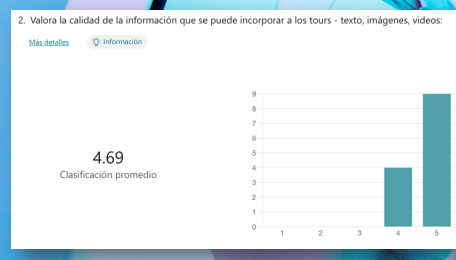 2. Valora la calidad de la información que se puede incorporar a los tours - texto, imágenes, videos:
Más detalles
Información
4.69
Clasificación promedio
9
8
7
6
5
4
3
2
1
0
1 2 3 4 5